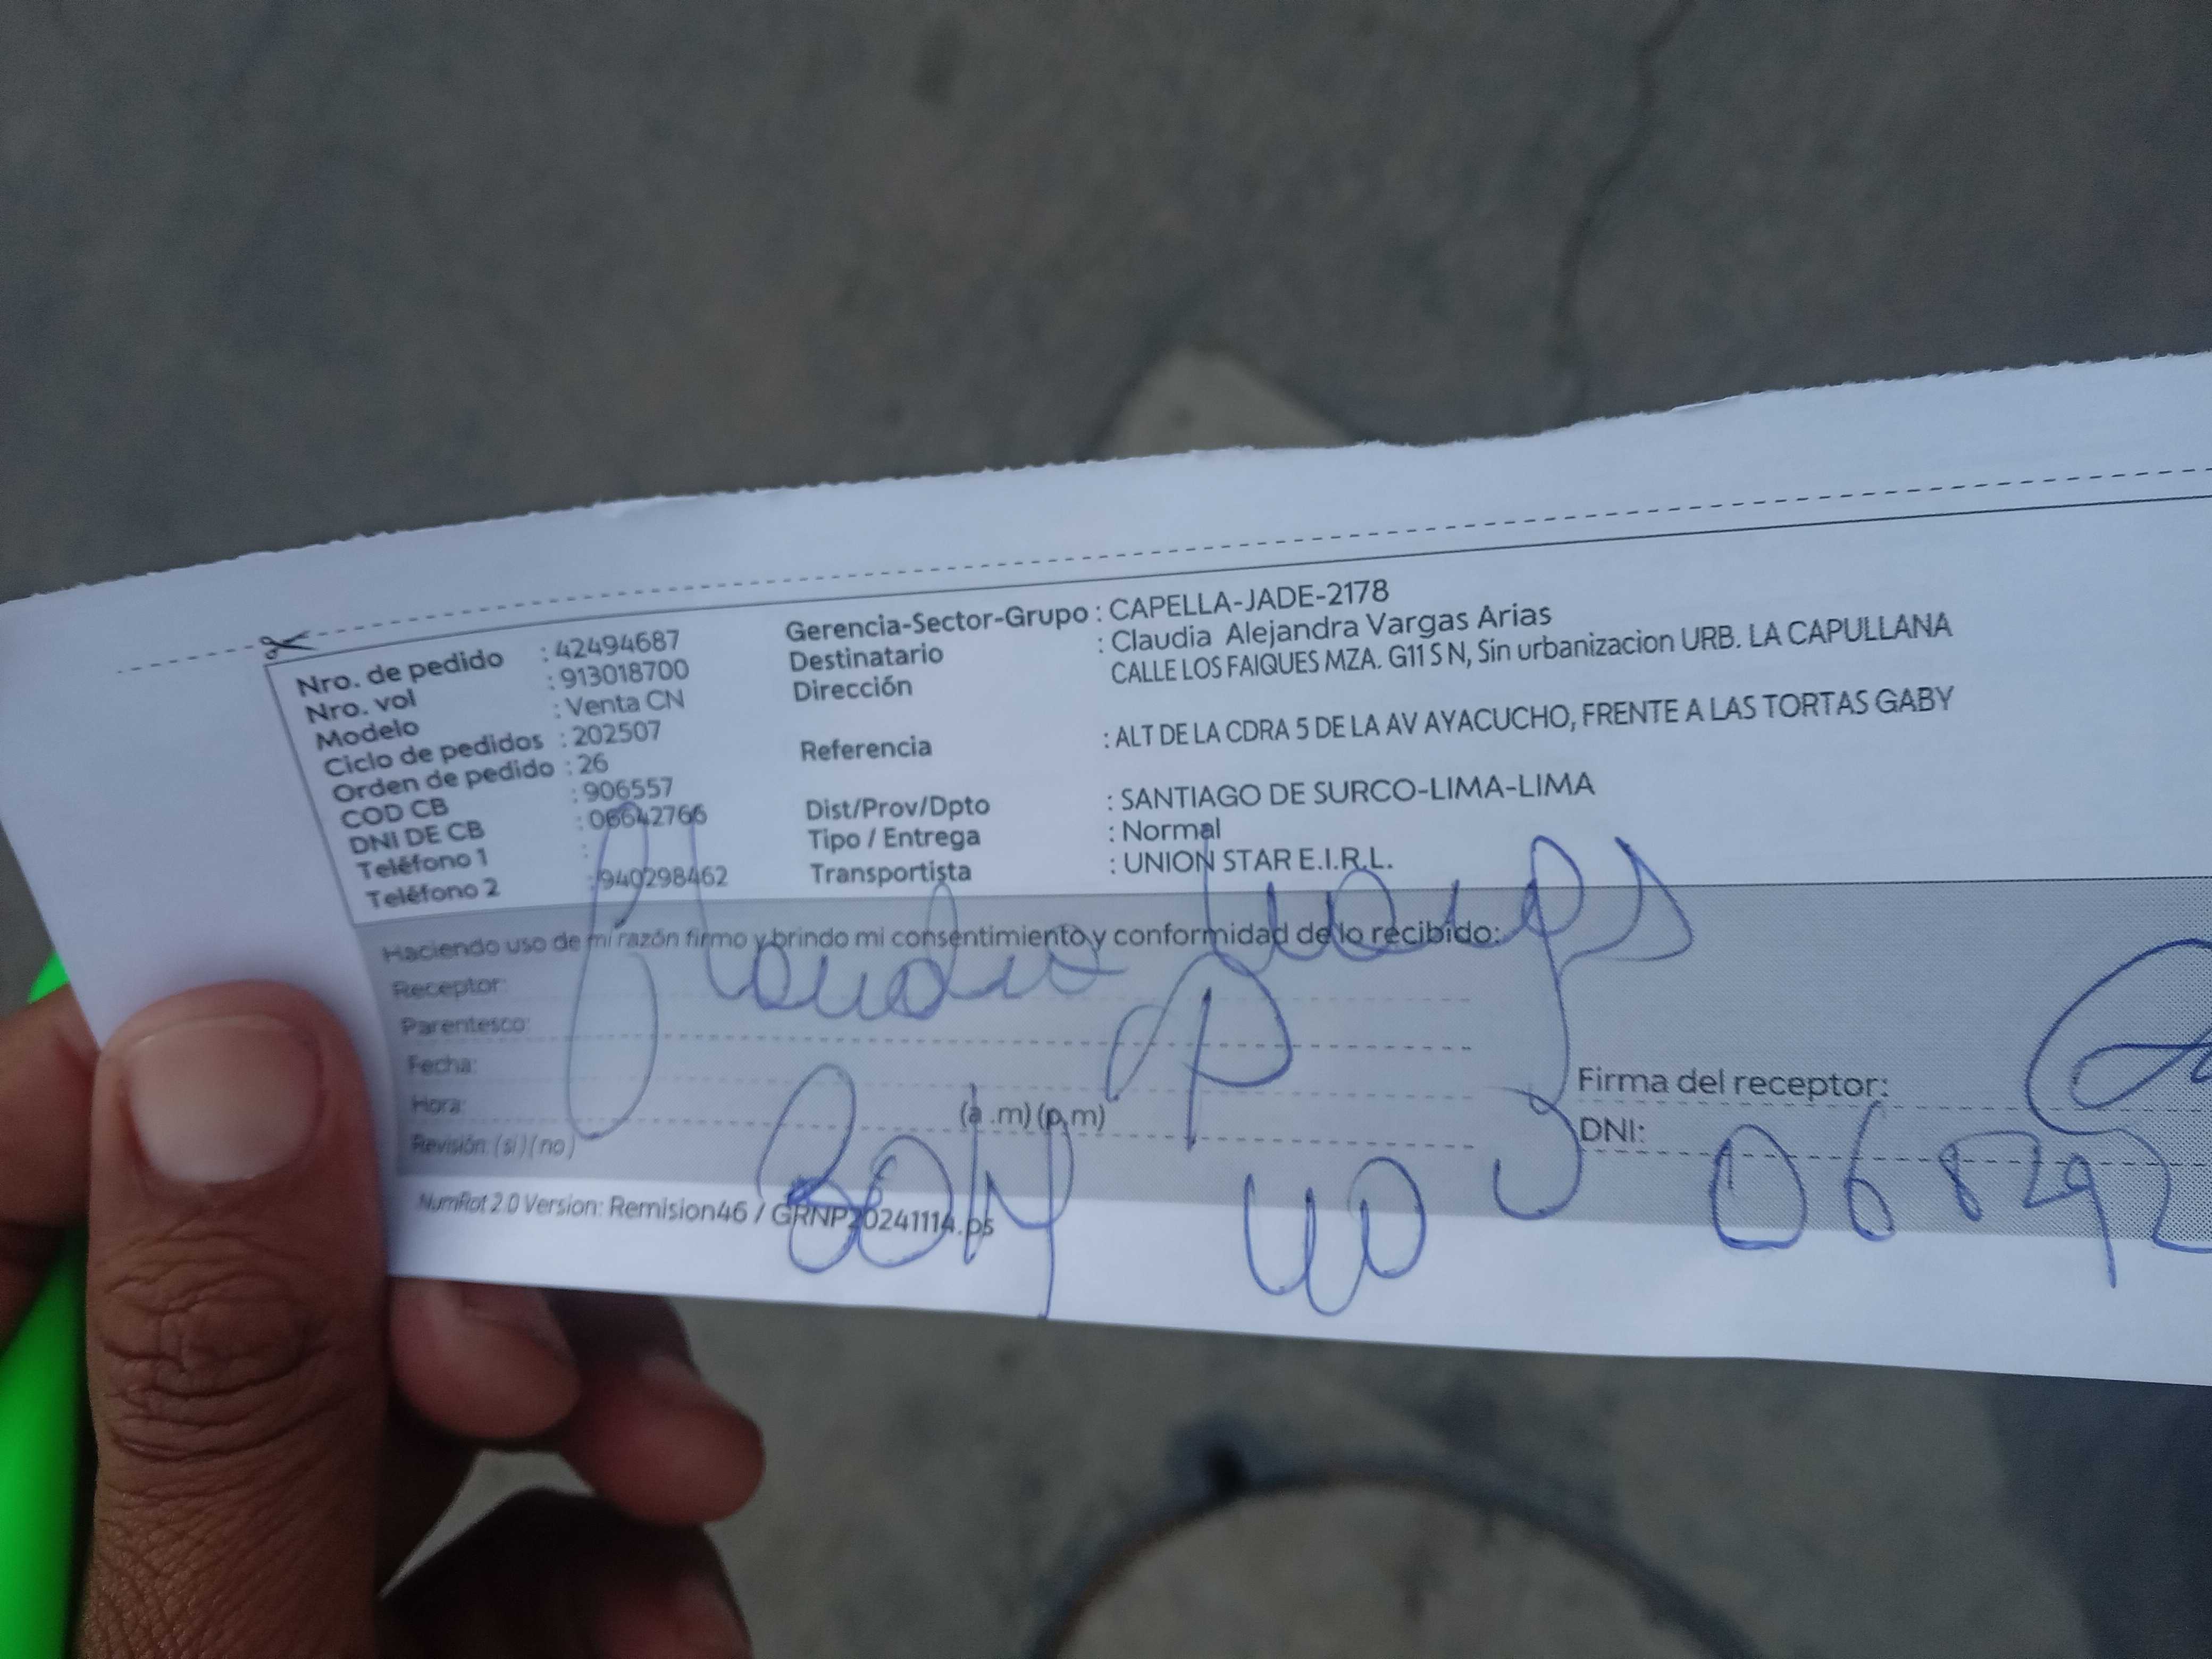 Nro. de pedido : 42494687
Nro. vol : 913018700
Modelo : Venta CN
Ciclo de pedidos : 202507
Orden de pedido : 26
COD CB : 906557
DNI DE CB : 06642766
Teléfono 1 :
Teléfono 2 : 940298462
Gerencia-Sector-Grupo : CAPELLA-JADE-2178
Destinatario : Claudia Alejandra Vargas Arias
Dirección CALLE LOS FAIQUES MZA. G11 S N, Sin urbanizacion URB. LA CAPULLANA
Referencia : ALT DE LA CDRA 5 DE LA AV AYACUCHO, FRENTE A LAS TORTAS GABY
Dist/Prov/Dpto : SANTIAGO DE SURCO-LIMA-LIMA
Tipo / Entrega : Normal
Transportista : UNION STAR E.I.R.L.
Haciendo uso de mi razón firmo y brindo mi consentimiento y conformidad de lo recibido:
Receptor:
Parentesco:
Fecha:
Hora: (a .m) (p.m)
Revisión: (si) (no)
Firma del receptor:
DNI: 06892
NumRot 2.0 Version: Remision46 / GRNP20241114.ps